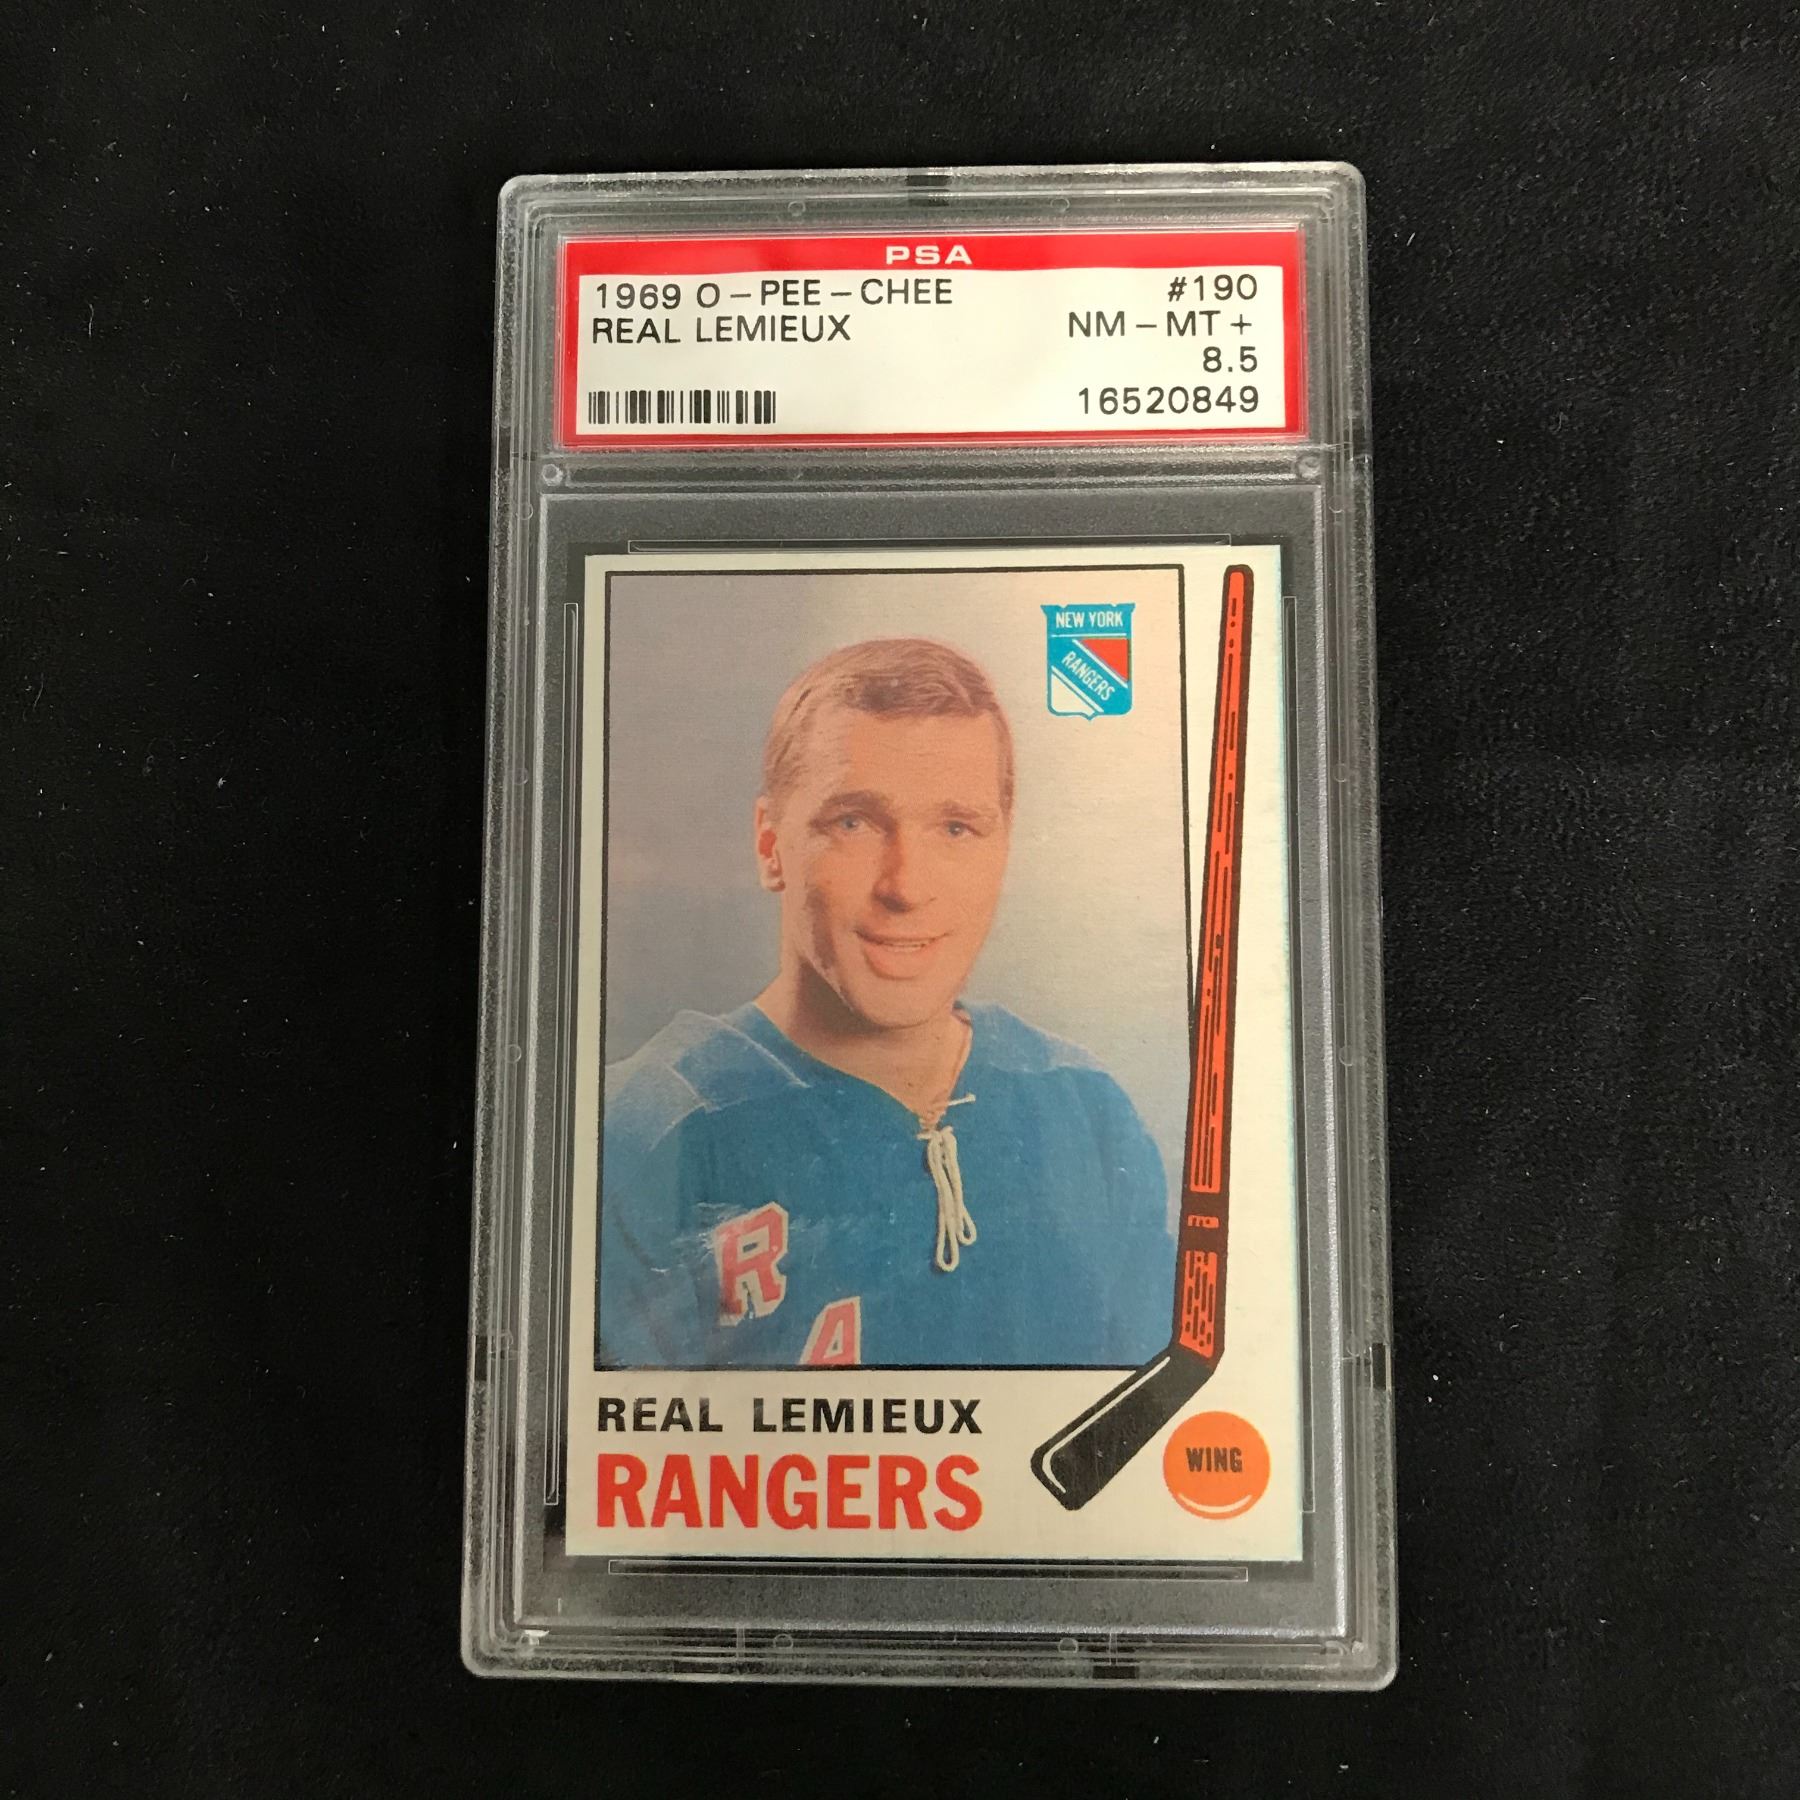 PSA
1969 O-PEE-CHEE #190
REAL LEMIEUX NM-MT+
8.5
16520849
NEW YORK
RANGERS
R
A
REAL LEMIEUX
RANGERS
WING